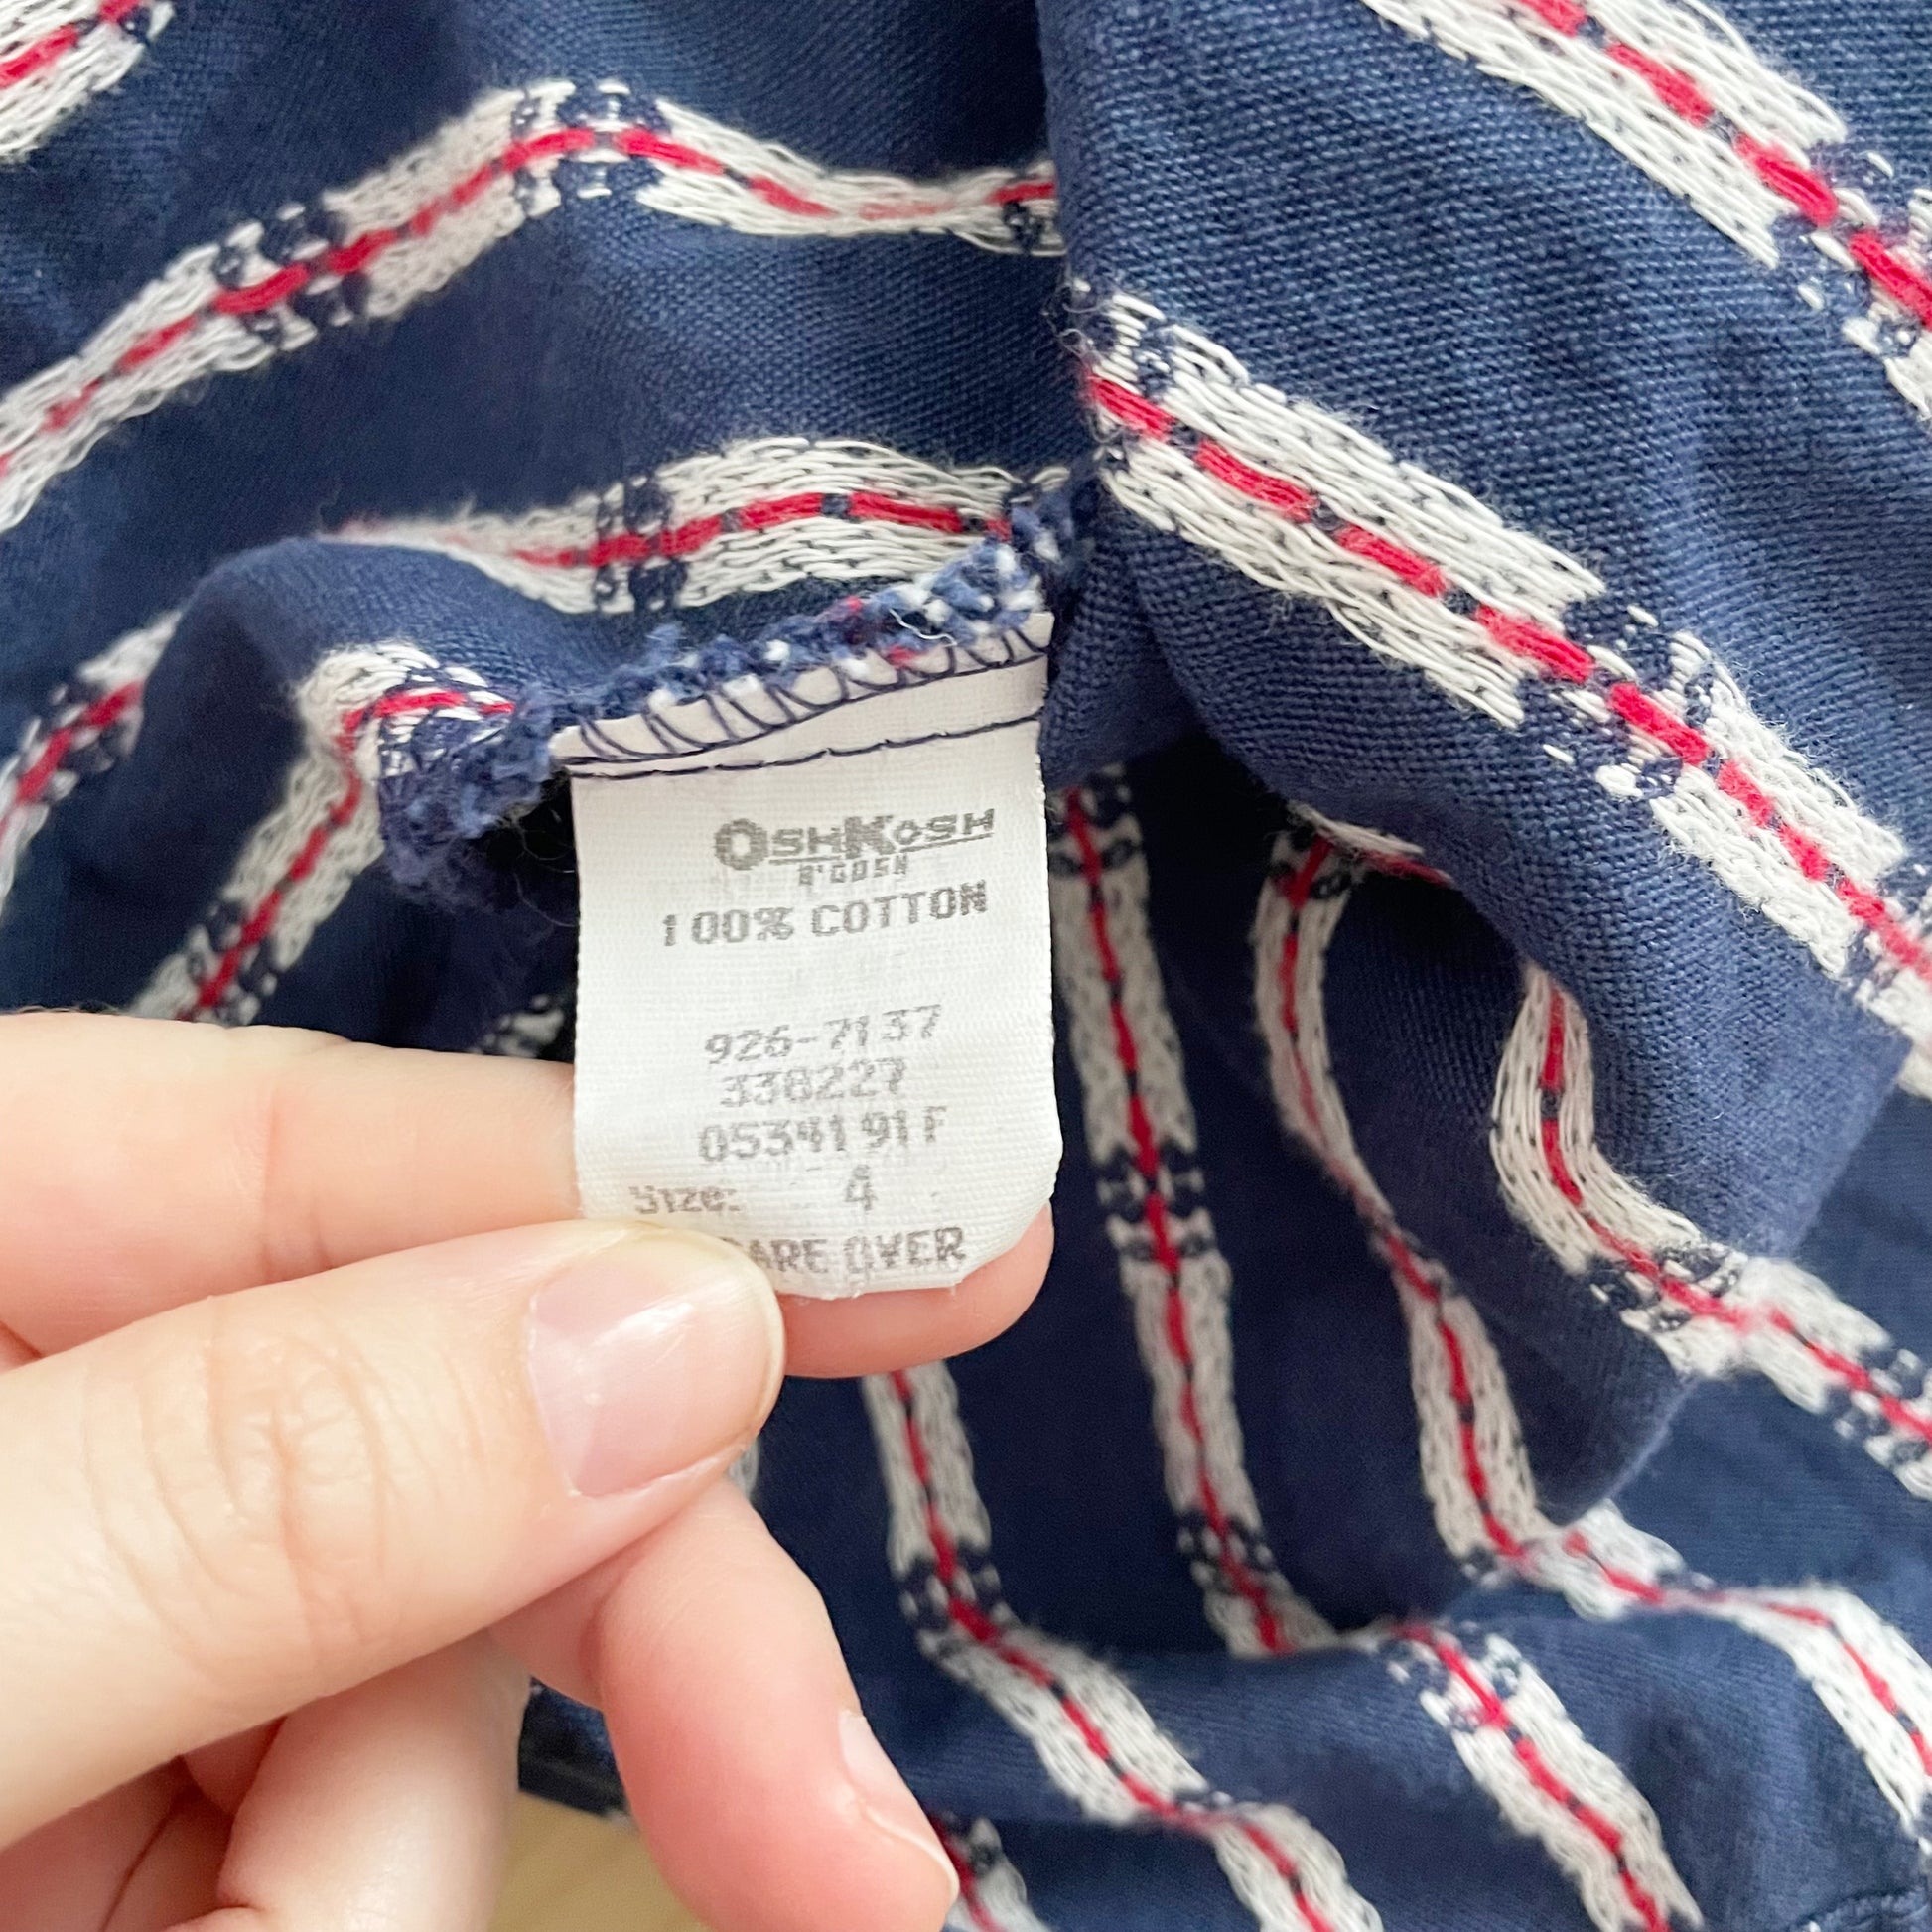 OSHKOSH
B'GOSH
100% COTTON
926-7137
338227
0534191F
Size: 4
CARE OVER